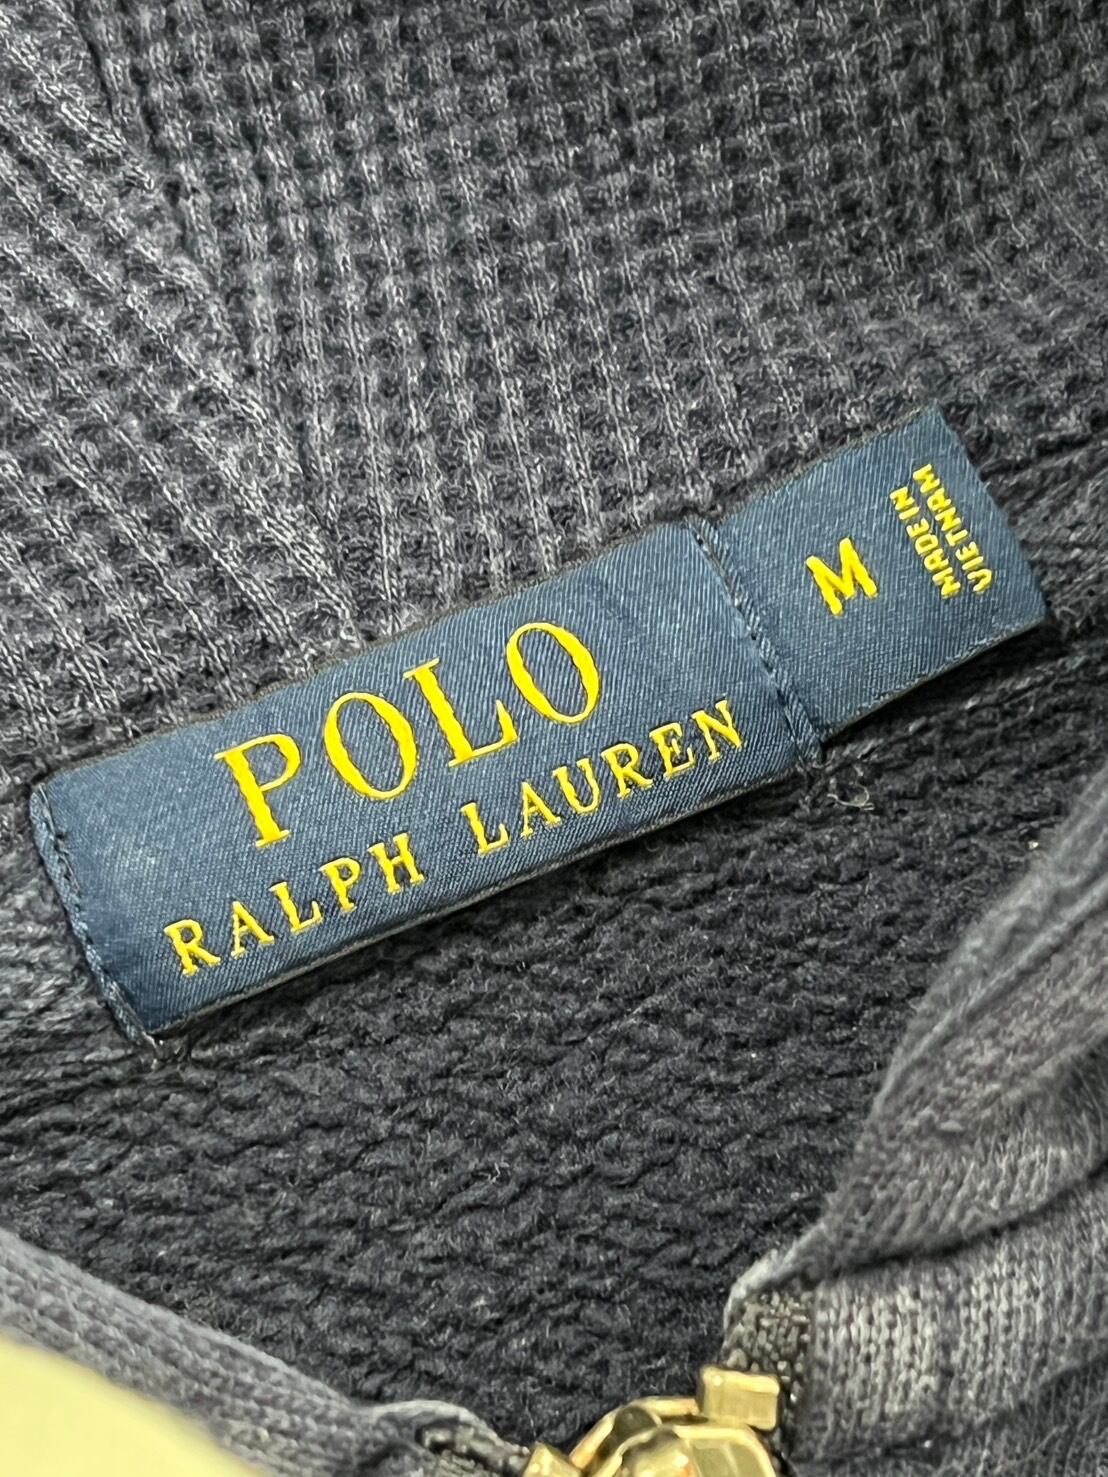 POLO
RALPH LAUREN
M
MADE IN
VIETNAM